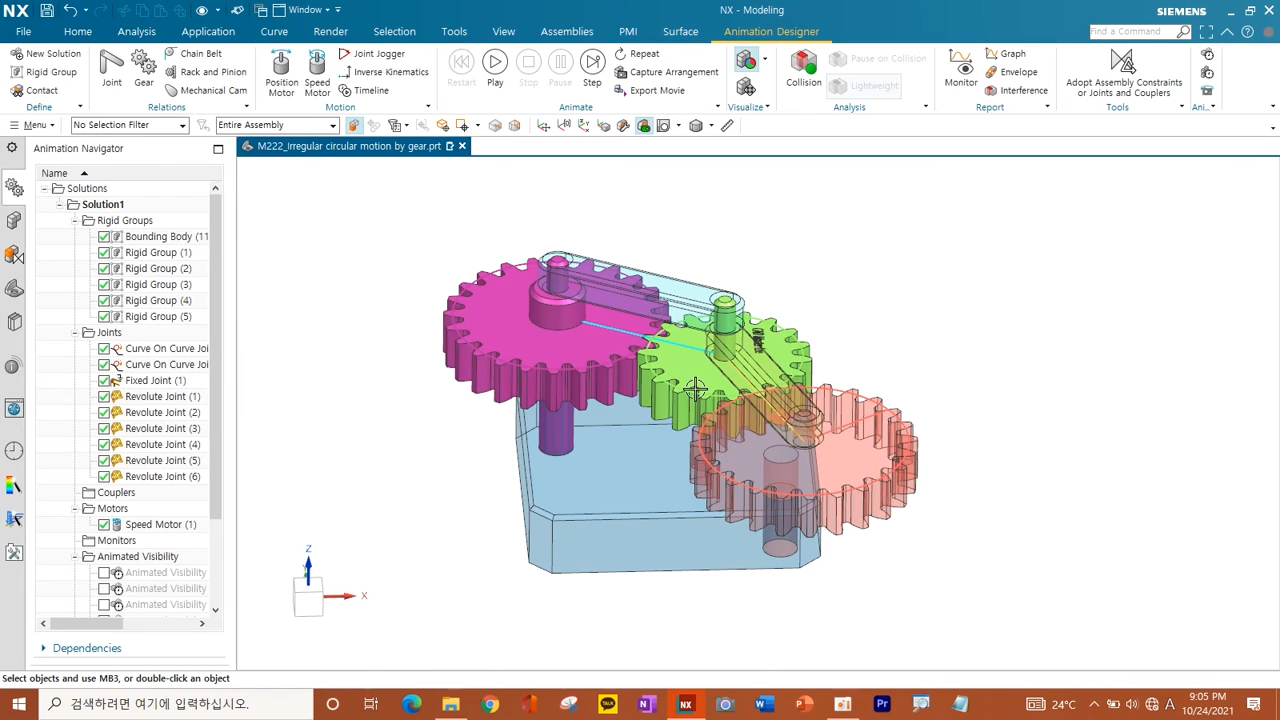 NX
Window
NX - Modeling
SIEMENS
File
Home
Analysis
Application
Curve
Render
Selection
View
Assemblies
PMI
Surface
Animation Designer
Find a Command
New Solution
Rigid Group
Contact
Define
Joint
Gear
Chain Belt
Rack and Pinion
Mechanical Cam
Relations
Position Motor
Speed Motor
Joint Jogger
Inverse Kinematics
Timeline
Motion
Restart
Play
Stop
Pause
Step
Repeat
Capture Arrangement
Export Movie
Animate
Visualize
Collision
Pause on Collision
Lightweight
Analysis
Monitor
Graph
Envelope
Interference
Report
Adopt Assembly Constraints
or Joints and Couplers
Tools
Ani...
Menu
No Selection Filter
Entire Assembly
Animation Navigator
M222_Irregular circular motion by gear.prt
Name
Solutions
Solution1
Rigid Groups
Bounding Body (11
Rigid Group (1)
Rigid Group (2)
Rigid Group (3)
Rigid Group (4)
Rigid Group (5)
Joints
Curve On Curve Joi
Curve On Curve Joi
Fixed Joint (1)
Revolute Joint (1)
Revolute Joint (2)
Revolute Joint (3)
Revolute Joint (4)
Revolute Joint (5)
Revolute Joint (6)
Couplers
Motors
Speed Motor (1)
Monitors
Animated Visibility
Animated Visibility
Animated Visibility
Animated Visibility
Z
X
Dependencies
Select objects and use MB3, or double-click an object
검색하려면 여기에 입력하십시오.
TALK
N
NX
W
P
Pr
24°C
A
9:05 PM
10/24/2021